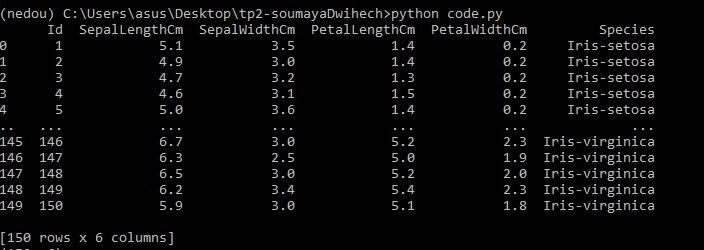 (nedou) C:\Users\asus\Desktop\tp2-soumayaDwihech>python code.py
Id SepalLengthCm SepalWidthCm PetalLengthCm PetalWidthCm Species
0 1 5.1 3.5 1.4 0.2 Iris-setosa
1 2 4.9 3.0 1.4 0.2 Iris-setosa
2 3 4.7 3.2 1.3 0.2 Iris-setosa
3 4 4.6 3.1 1.5 0.2 Iris-setosa
4 5 5.0 3.6 1.4 0.2 Iris-setosa
.. ... ... ... ... ... ...
145 146 6.7 3.0 5.2 2.3 Iris-virginica
146 147 6.3 2.5 5.0 1.9 Iris-virginica
147 148 6.5 3.0 5.2 2.0 Iris-virginica
148 149 6.2 3.4 5.4 2.3 Iris-virginica
149 150 5.9 3.0 5.1 1.8 Iris-virginica
[150 rows x 6 columns]